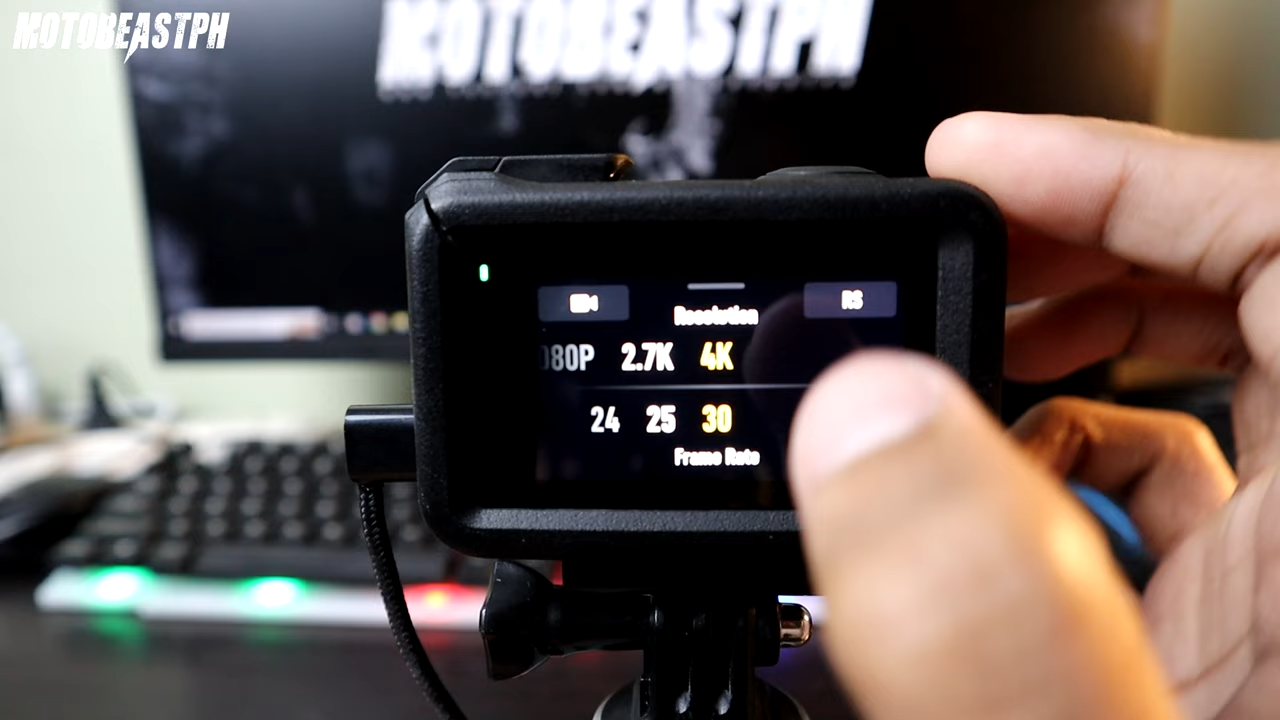 MOTOBEASTPH
MOTOBEASTPH
RS
Resolution
080P 2.7K 4K
24 25 30
Frame Rate